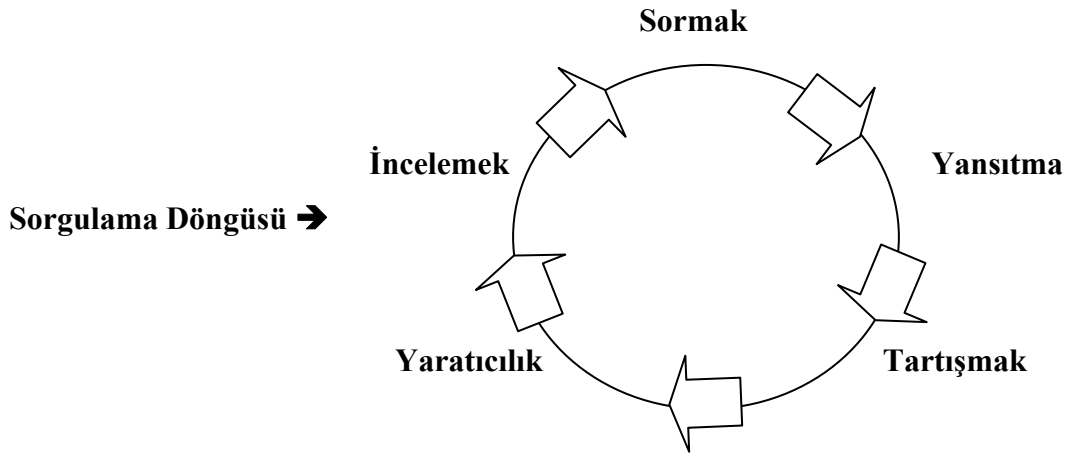 Sormak
İncelemek
Yansıtma
Sorgulama Döngüsü ➔
Yaratıcılık
Tartışmak